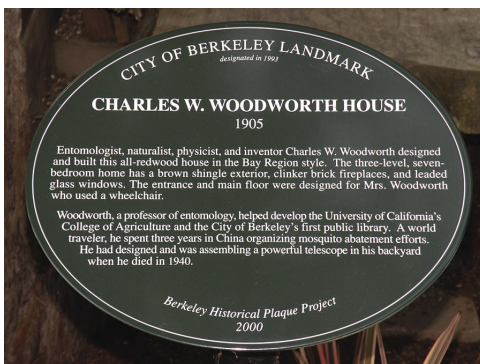 CITY OF BERKELEY LANDMARK
designated in 1993
CHARLES W. WOODWORTH HOUSE
1905
Entomologist, naturalist, physicist, and inventor Charles W. Woodworth designed
and built this all-redwood house in the Bay Region style. The three-level, seven-
bedroom home has a brown shingle exterior, clinker brick fireplaces, and leaded
glass windows. The entrance and main floor were designed for Mrs. Woodworth
who used a wheelchair.
Woodworth, a professor of entomology, helped develop the University of California's
College of Agriculture and the City of Berkeley's first public library. A world
traveler, he spent three years in China organizing mosquito abatement efforts.
He had designed and was assembling a powerful telescope in his backyard
when he died in 1940.
Berkeley Historical Plaque Project
2000